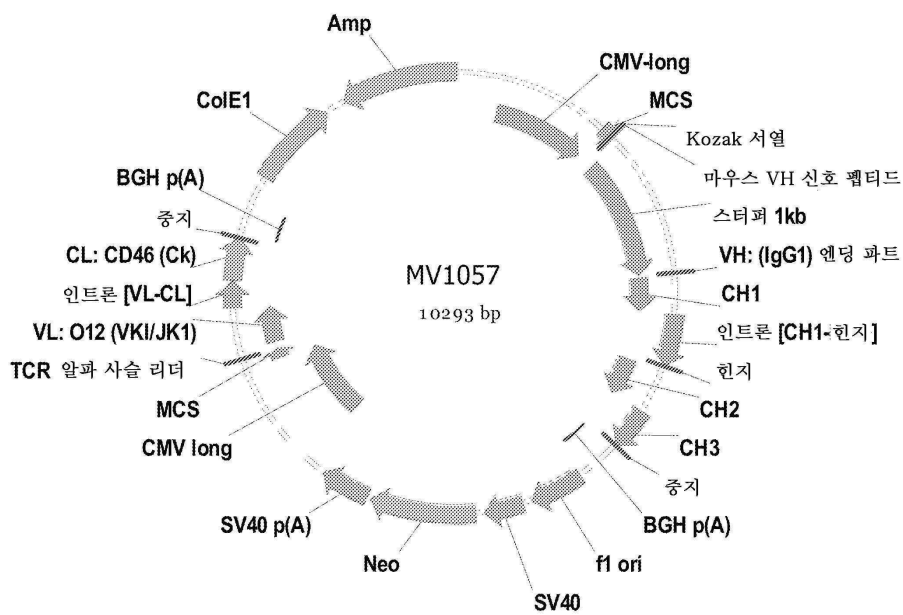 Amp
CMV-long
MCS
Kozak 서열
마우스 VH 신호 펩티드
스터퍼 1kb
VH: (IgG1) 엔딩 파트
CH1
인트론 [CH1-힌지]
힌지
CH2
CH3
중지
BGH p(A)
f1 ori
SV40
Neo
SV40 p(A)
CMV long
MCS
TCR 알파 사슬 리더
VL: O12 (VKI/JK1)
인트론 [VL-CL]
CL: CD46 (Ck)
중지
BGH p(A)
ColE1
MV1057
10293 bp